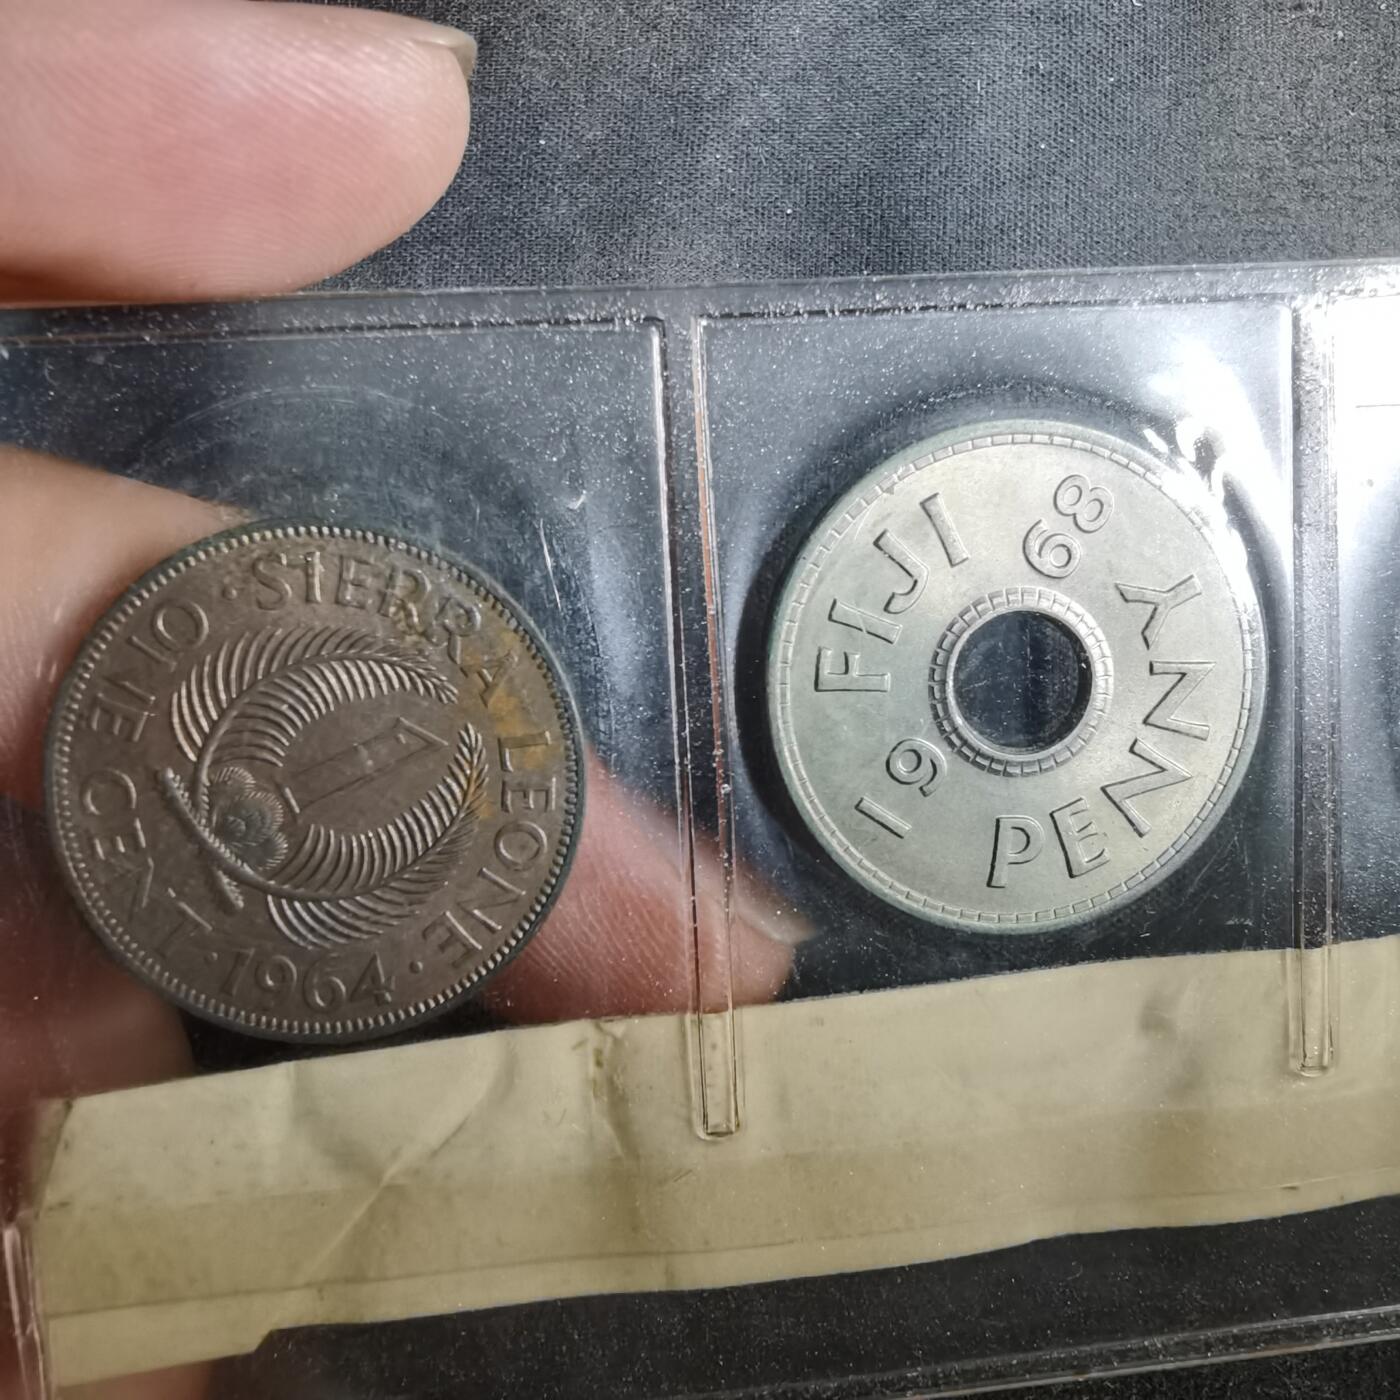 · SIERRA LEONE ·
1
ONE CENT
1964
FIJI
1968
PENNY